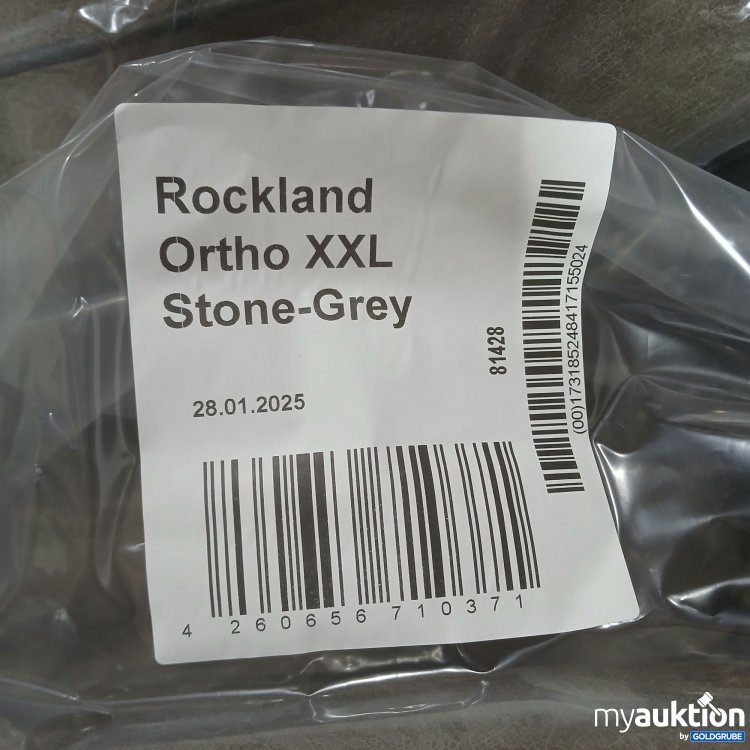 Rockland
Ortho XXL
Stone-Grey
28.01.2025
81428
(00)173185248417155024
4 260656 710371
myauktion
by GOLDGRUBE